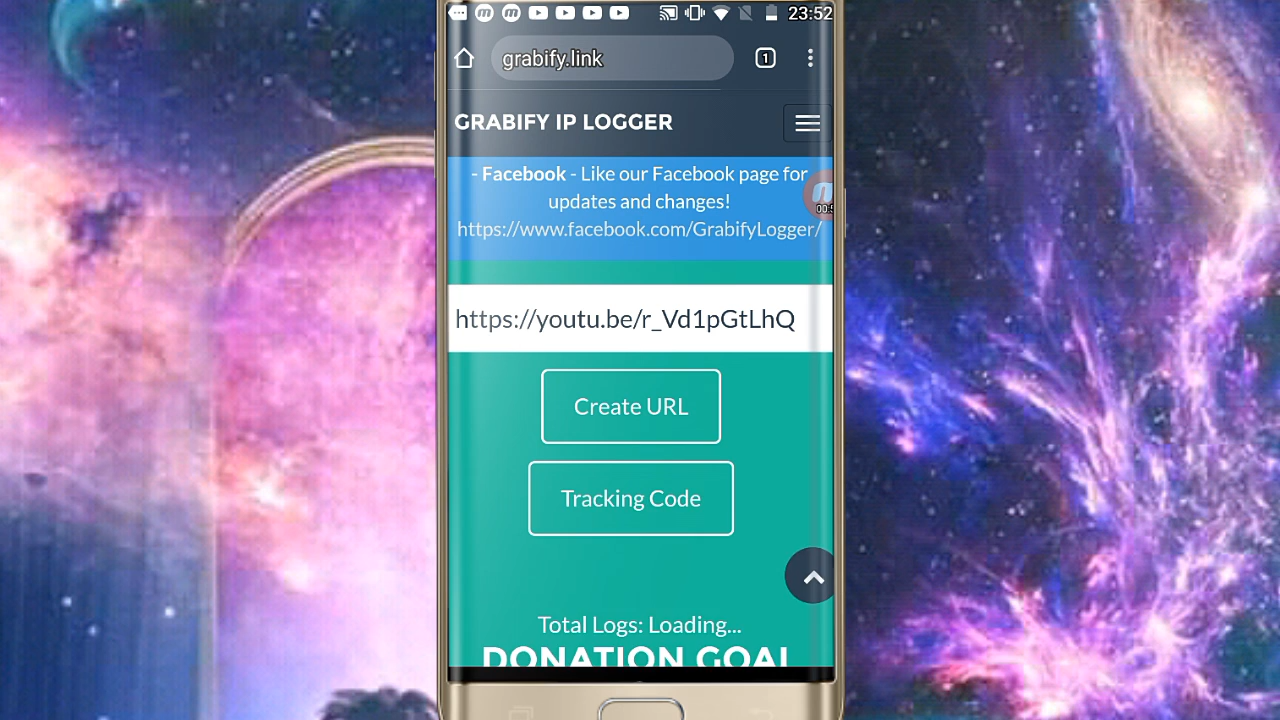 23:52
grabify.link
1
GRABIFY IP LOGGER
- Facebook - Like our Facebook page for
updates and changes!
https://www.facebook.com/GrabifyLogger/
https://youtu.be/r_Vd1pGtLhQ
Create URL
Tracking Code
Total Logs: Loading...
DONATION GOAL